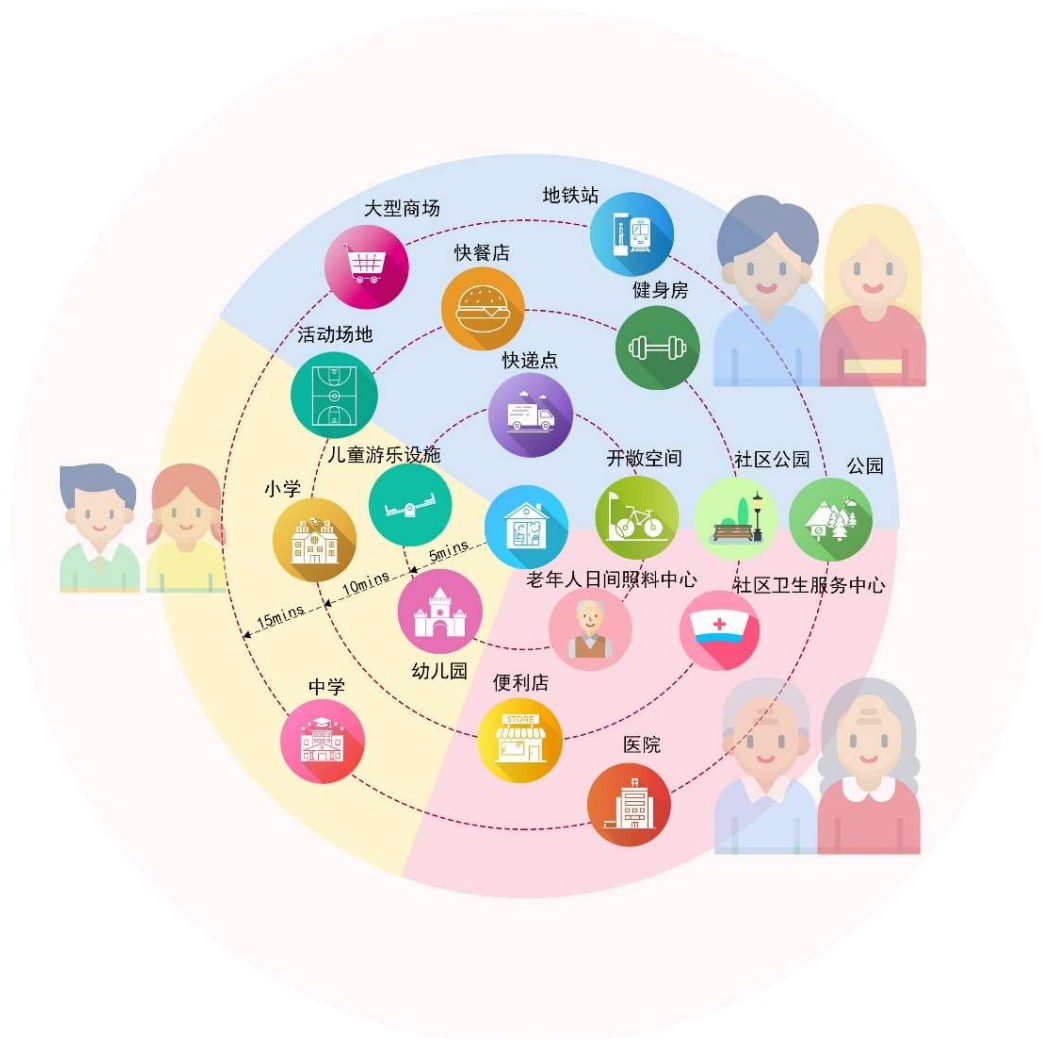 地铁站
大型商场
快餐店
健身房
活动场地
快递点
儿童游乐设施
开敞空间
社区公园
公园
小学
5mins
10mins
15mins
老年人日间照料中心
社区卫生服务中心
幼儿园
中学
便利店
STORE
医院